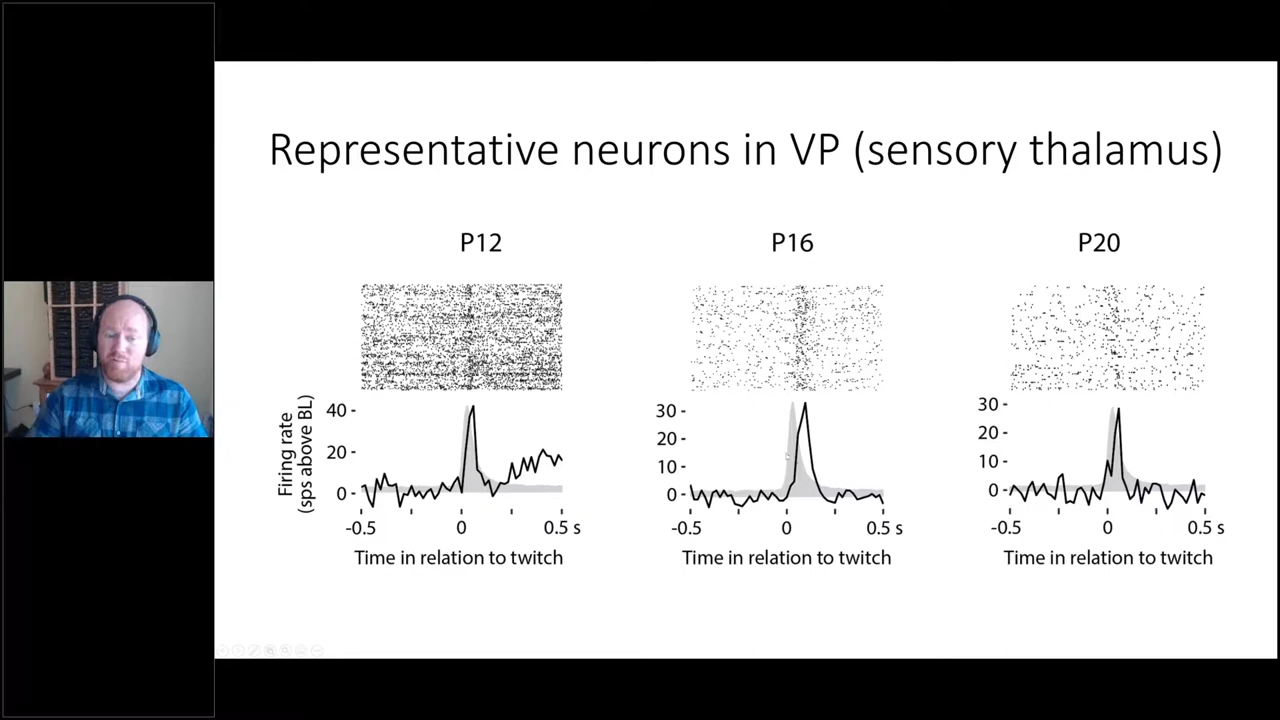 Representative neurons in VP (sensory thalamus)
P12
P16
P20
Firing rate
(sps above BL)
40
20
0
-0.5 0 0.5 s
Time in relation to twitch
30
20
10
0
-0.5 0 0.5 s
Time in relation to twitch
30
20
10
0
-0.5 0 0.5 s
Time in relation to twitch